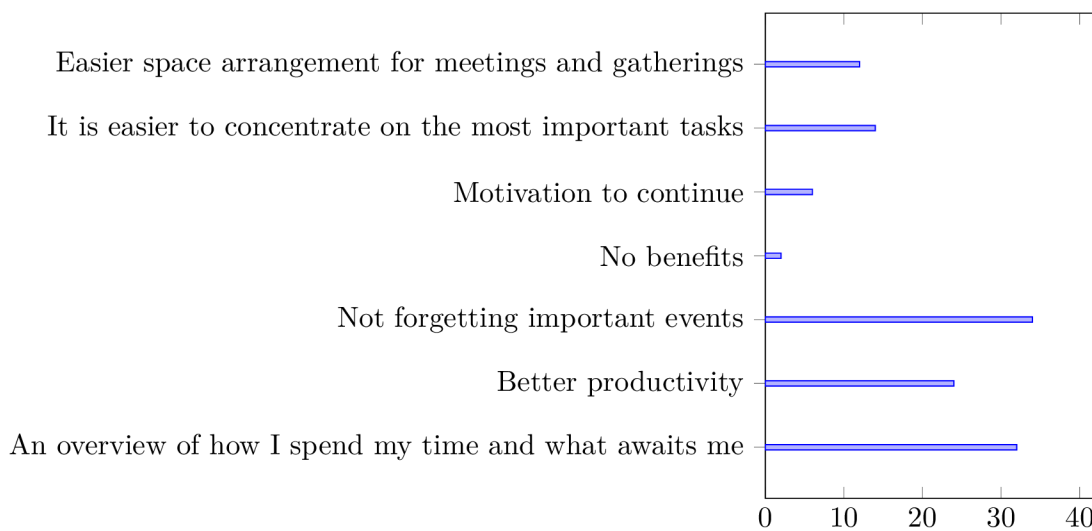 Easier space arrangement for meetings and gatherings
It is easier to concentrate on the most important tasks
Motivation to continue
No benefits
Not forgetting important events
Better productivity
An overview of how I spend my time and what awaits me
0 10 20 30 40